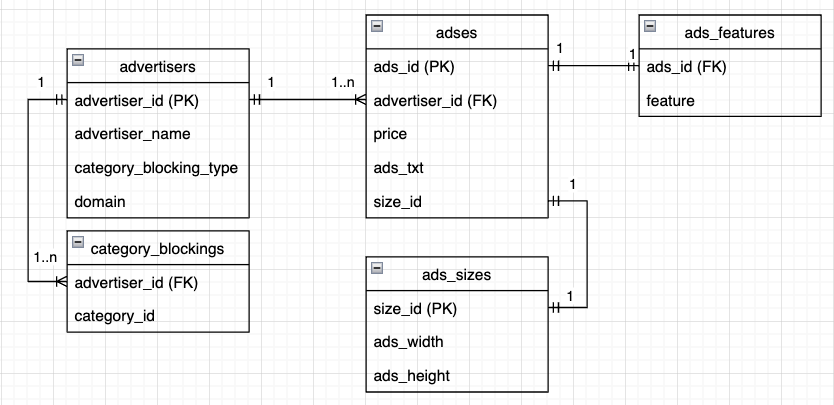 advertisers
1
advertiser_id (PK)
1
advertiser_name
category_blocking_type
domain
category_blockings
1..n
advertiser_id (FK)
category_id
adses
ads_id (PK)
1
1..n
advertiser_id (FK)
price
ads_txt
size_id
1
ads_features
1
ads_id (FK)
feature
ads_sizes
size_id (PK)
1
ads_width
ads_height